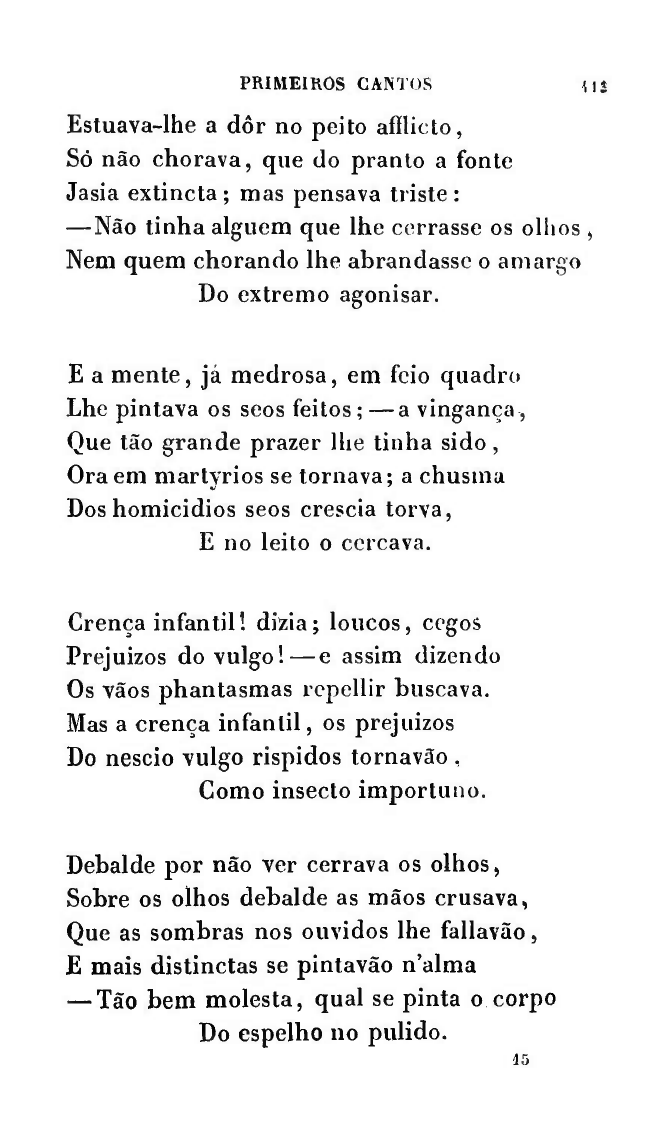 PRIMEIROS CANTOS 113
Estuava-lhe a dôr no peito afflicto,
Só não chorava, que do pranto a fonte
Jasia extincta; mas pensava triste:
—Não tinha alguem que lhe cerrasse os olhos,
Nem quem chorando lhe abrandasse o amargo
Do extremo agonisar.
E a mente, já medrosa, em feio quadro
Lhe pintava os seos feitos; —a vingança,
Que tão grande prazer lhe tinha sido,
Ora em martyrios se tornava; a chusma
Dos homicidios seos crescia torva,
E no leito o cercava.
Crença infantil! dizia; loucos, cegos
Prejuizos do vulgo! —e assim dizendo
Os vãos phantasmas repellir buscava.
Mas a crença infantil, os prejuizos
Do nescio vulgo rispidos tornavão,
Como insecto importuno.
Debalde por não ver cerrava os olhos,
Sobre os olhos debalde as mãos crusava,
Que as sombras nos ouvidos lhe fallavão,
E mais distinctas se pintavão n'alma
—Tão bem molesta, qual se pinta o corpo
Do espelho no pulido.
15